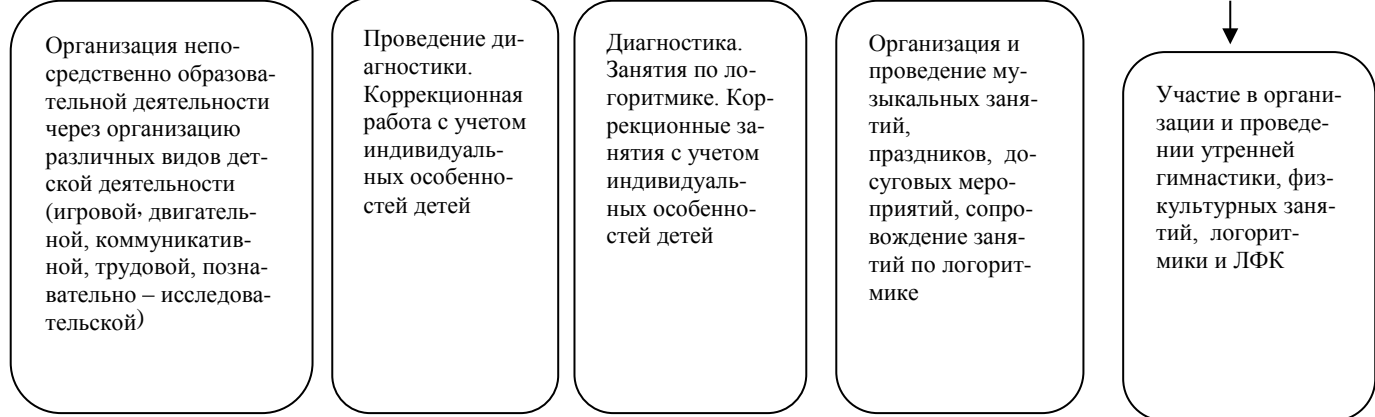 Организация непо-
средственно образова-
тельной деятельности
через организацию
различных видов дет-
ской деятельности
(игровой, двигатель-
ной, коммуникатив-
ной, трудовой, позна-
вательно – исследова-
тельской)
Проведение ди-
агностики.
Коррекционная
работа с учетом
индивидуаль-
ных особенно-
стей детей
Диагностика.
Занятия по ло-
горитмике. Кор-
рекционные за-
нятия с учетом
индивидуаль-
ных особенно-
стей детей
Организация и
проведение му-
зыкальных заня-
тий,
праздников, до-
суговых меро-
приятий, сопро-
вождение заня-
тий по логорит-
мике
Участие в органи-
зации и проведе-
нии утренней
гимнастики, физ-
культурных заня-
тий, логорит-
мики и ЛФК